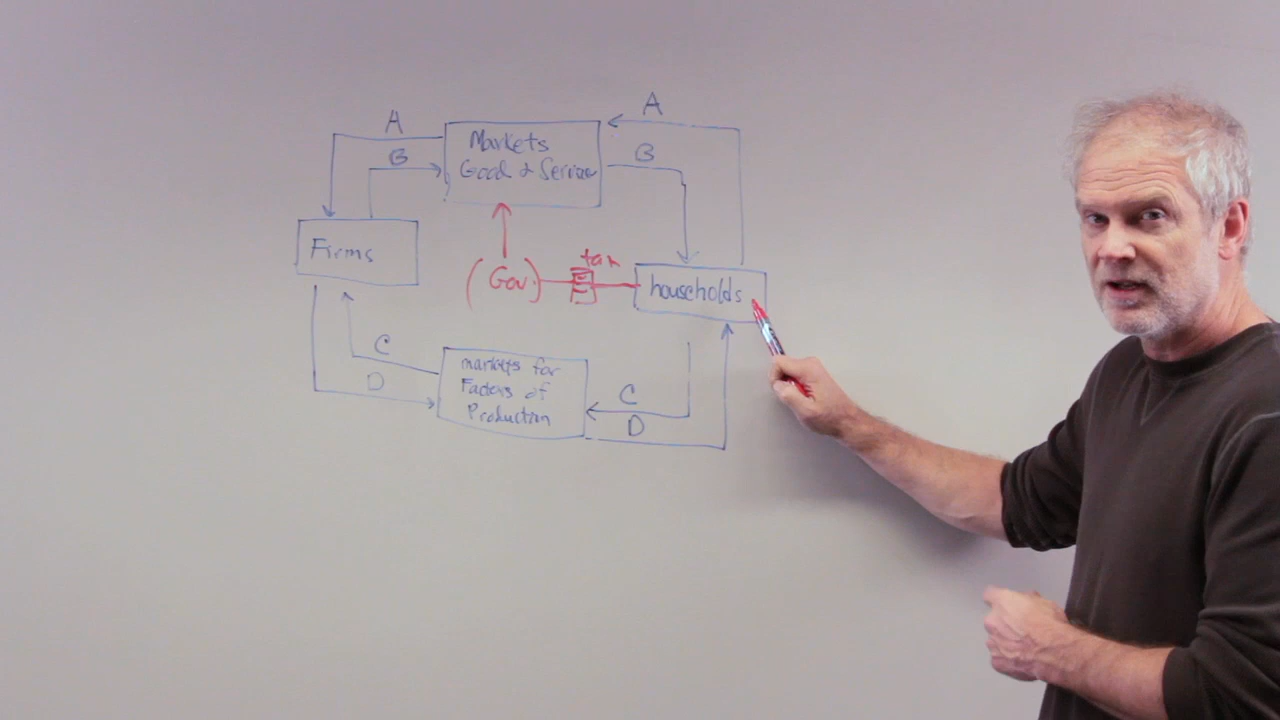 A
A
Markets
Good & Service
B
B
Firms
tax
(Gov.)
households
C
D
markets for
Factors of
Production
C
D